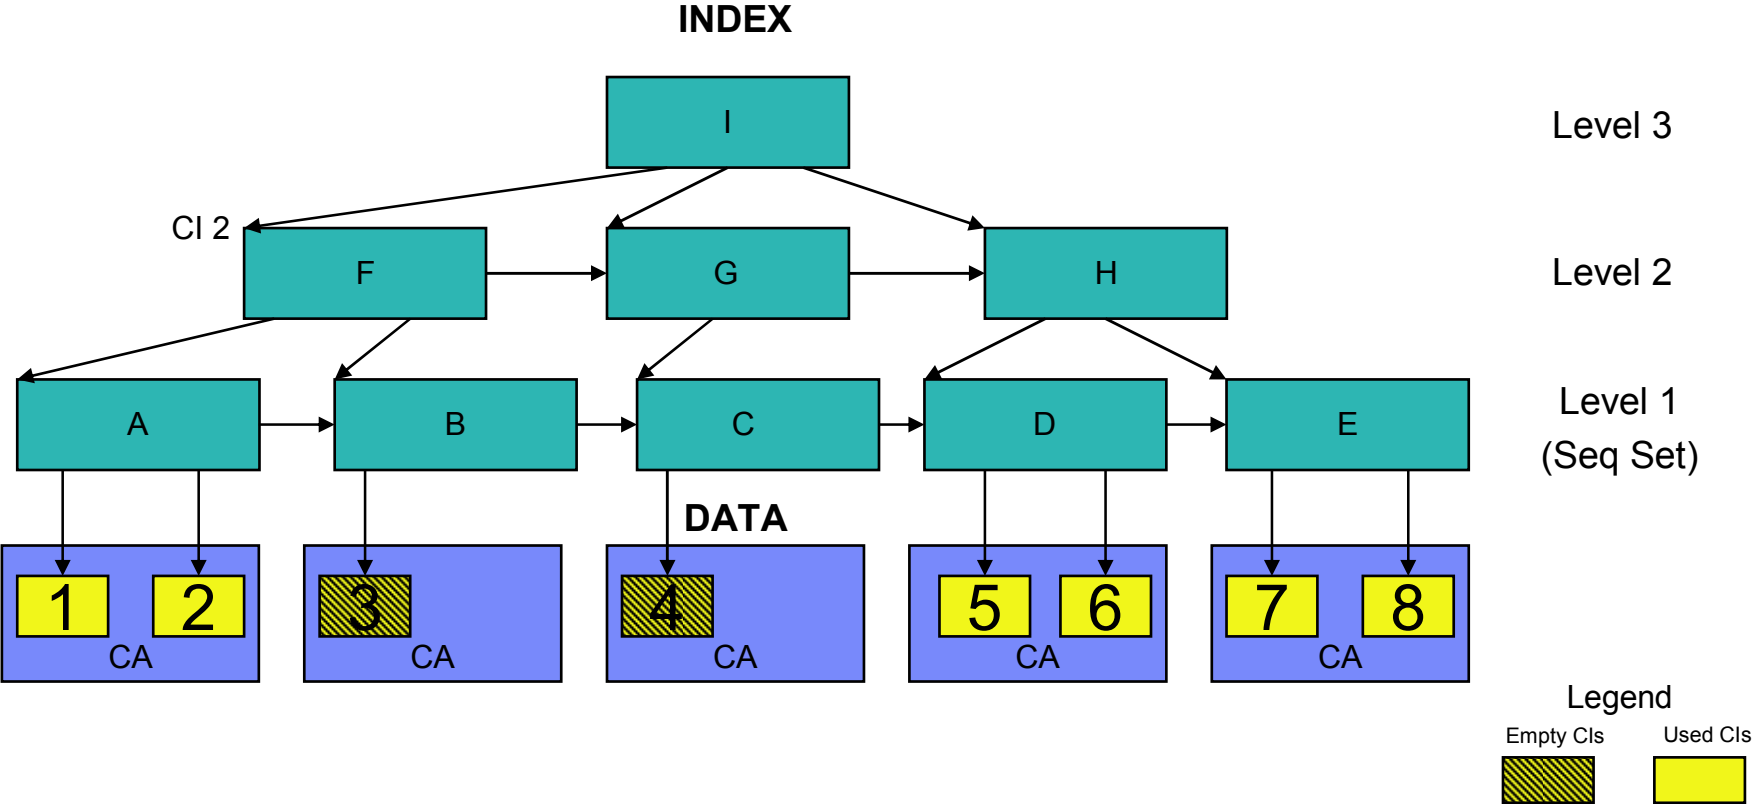 INDEX
I
Level 3
CI 2
F
G
H
Level 2
A
B
C
D
E
Level 1
(Seq Set)
DATA
1
2
3
4
5
6
7
8
CA
CA
CA
CA
CA
Legend
Empty CIs
Used CIs